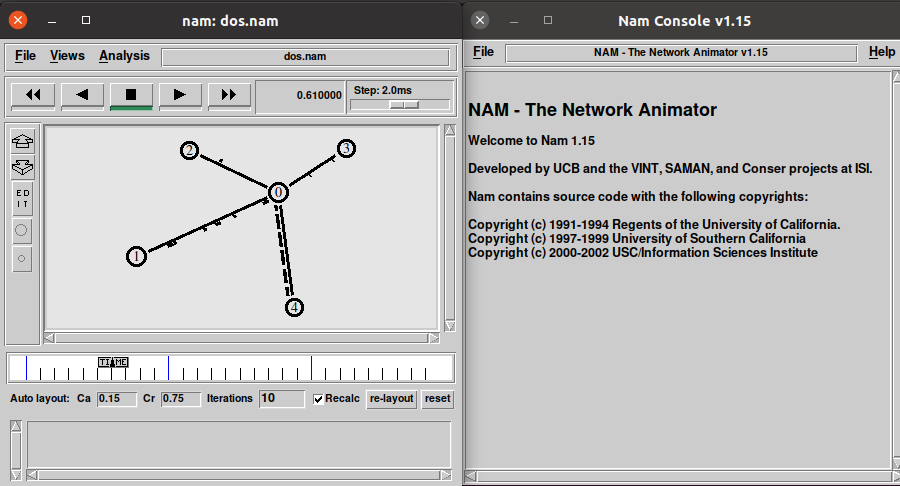 nam: dos.nam
File Views Analysis dos.nam
0.610000 Step: 2.0ms
ED
IT
2
3
0
1
4
TIME
Auto layout: Ca 0.15 Cr 0.75 Iterations 10 Recalc re-layout reset
Nam Console v1.15
File NAM - The Network Animator v1.15 Help
NAM - The Network Animator
Welcome to Nam 1.15
Developed by UCB and the VINT, SAMAN, and Conser projects at ISI.
Nam contains source code with the following copyrights:
Copyright (c) 1991-1994 Regents of the University of California.
Copyright (c) 1997-1999 University of Southern California
Copyright (c) 2000-2002 USC/Information Sciences Institute